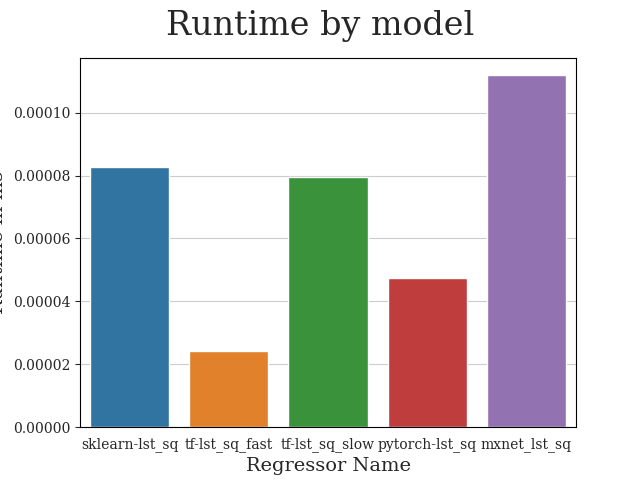 Runtime by model
0.00010
0.00008
0.00006
0.00004
0.00002
0.00000
sklearn-lst_sq tf-lst_sq_fast tf-lst_sq_slow pytorch-lst_sq mxnet_lst_sq
Regressor Name